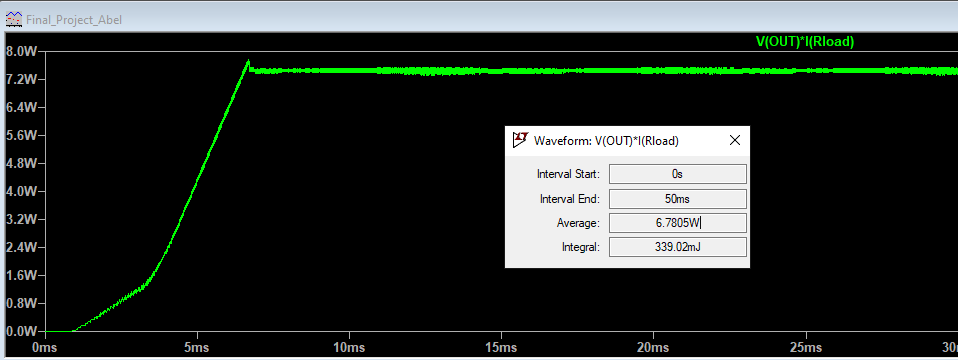 Final_Project_Abel
V(OUT)*I(Rload)
8.0W
7.2W
6.4W
5.6W
4.8W
4.0W
3.2W
2.4W
1.6W
0.8W
0.0W
0ms 5ms 10ms 15ms 20ms 25ms 30
Waveform: V(OUT)*I(Rload)
Interval Start: 0s
Interval End: 50ms
Average: 6.7805W
Integral: 339.02mJ